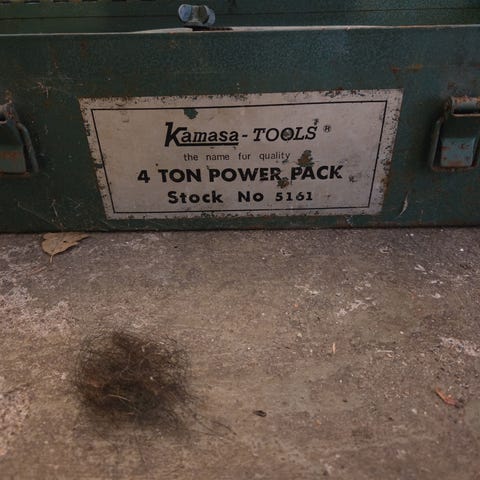 Kamasa-TOOLS ®
the name for quality
4 TON POWER PACK
Stock No 5161